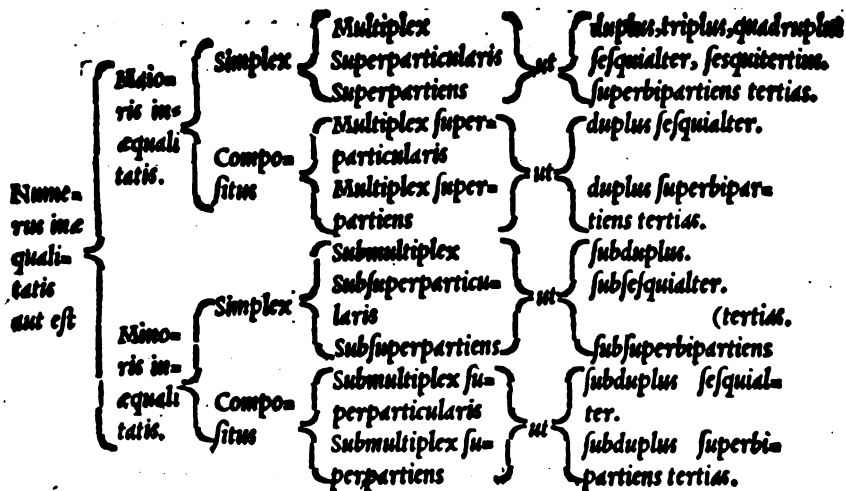 Nume-
rus inæ
quali-
tatis
aut eſt
Maio-
ris in-
æquali
tatis.
Simplex
Multiplex
Superparticularis
Superpartiens
ut
duplus, triplus, quadruplus
ſeſquialter, ſesquitertius.
ſuperbipartiens tertias.
Compo-
ſitus
Multiplex ſuper-
particularis
Multiplex ſuper-
partiens
ut
duplus ſeſquialter.
duplus ſuperbipar-
tiens tertias.
Mino-
ris in-
æquali
tatis.
Simplex
Submultiplex
Subſuperparticu-
laris
Subſuperpartiens
ut
ſubduplus.
ſubſeſquialter.
(tertias.
ſubſuperbipartiens
Compo-
ſitus
Submultiplex ſu-
perparticularis
Submultiplex ſu-
perpartiens
ut
ſubduplus ſeſquial-
ter.
ſubduplus ſuperbi-
partiens tertias.